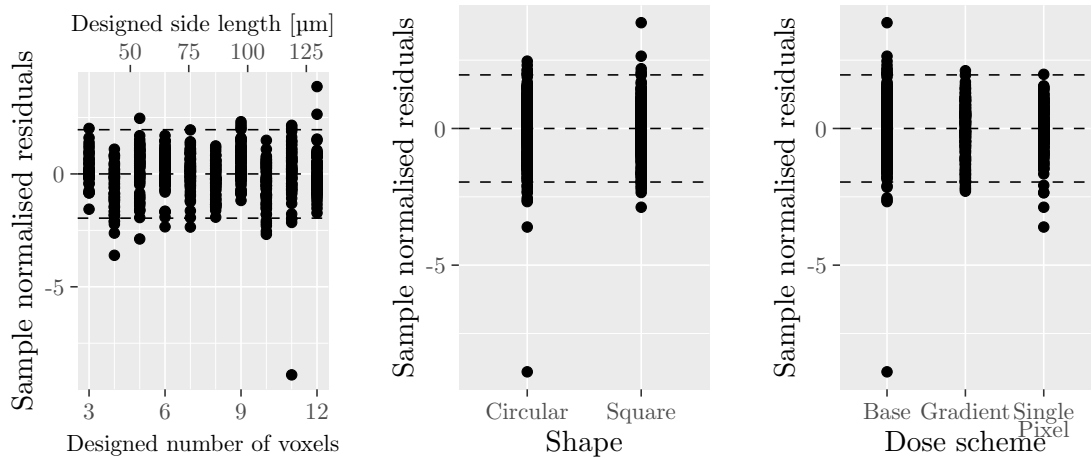 Designed side length [µm]
50 75 100 125
Sample normalised residuals
0
-5
3 6 9 12
Designed number of voxels
Sample normalised residuals
0
-5
Circular Square
Shape
Sample normalised residuals
0
-5
Base Gradient Single
Pixel
Dose scheme